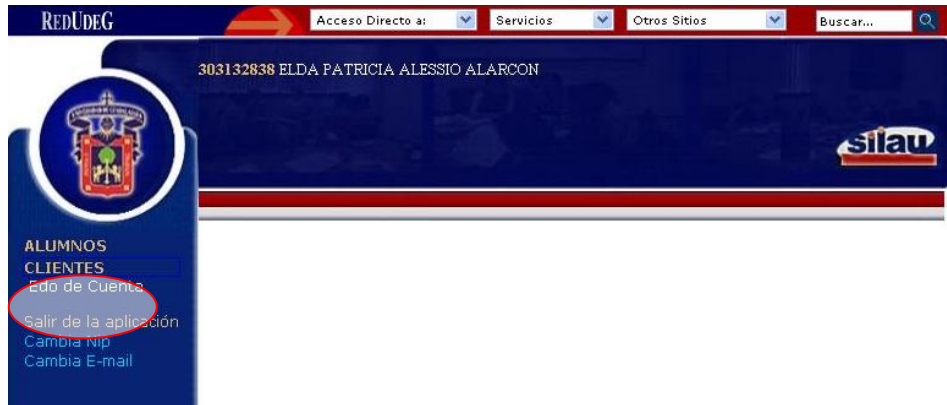 REDUDEG
Acceso Directo a: Servicios Otros Sitios Buscar...
303132838 ELDA PATRICIA ALESSIO ALARCON
silau
ALUMNOS
CLIENTES
Edo de Cuenta
Salir de la aplicación
Cambia Nip
Cambia E-mail